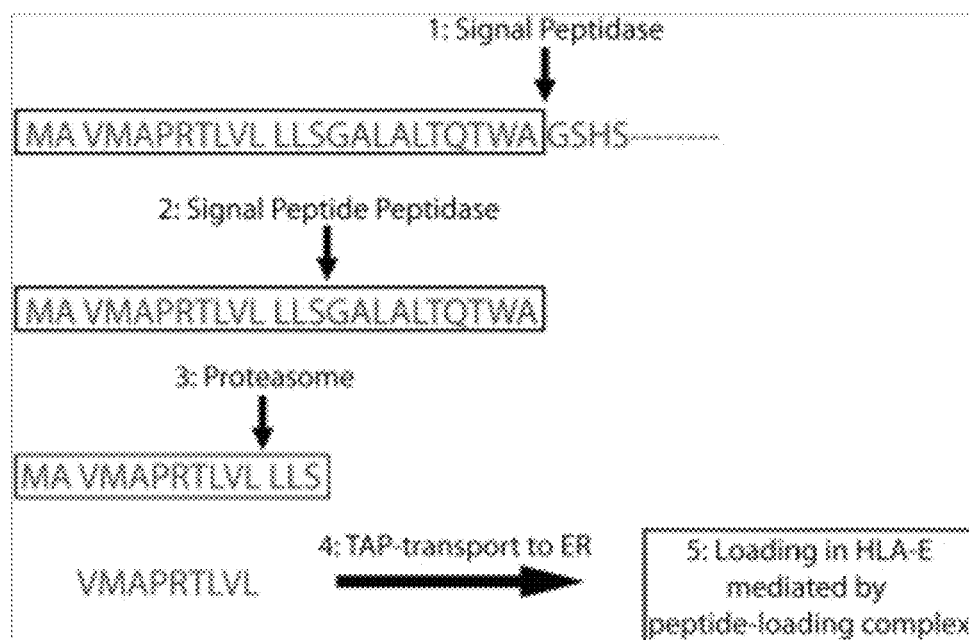 1: Signal Peptidase
MA VMAPRTLVL LLSGALALTQTWA GSHS----------
2: Signal Peptide Peptidase
MA VMAPRTLVL LLSGALALTQTWA
3: Proteasome
MA VMAPRTLVL LLS
VMAPRTLVL
4: TAP-transport to ER
5: Loading in HLA-E
mediated by
peptide-loading complex